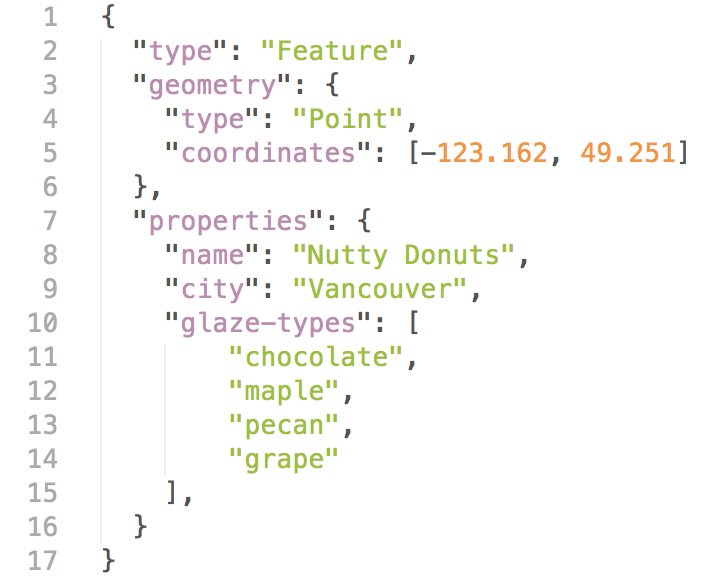 1 {
2   "type": "Feature",
3   "geometry": {
4     "type": "Point",
5     "coordinates": [-123.162, 49.251]
6   },
7   "properties": {
8     "name": "Nutty Donuts",
9     "city": "Vancouver",
10     "glaze-types": [
11         "chocolate",
12         "maple",
13         "pecan",
14         "grape"
15     ],
16   }
17 }